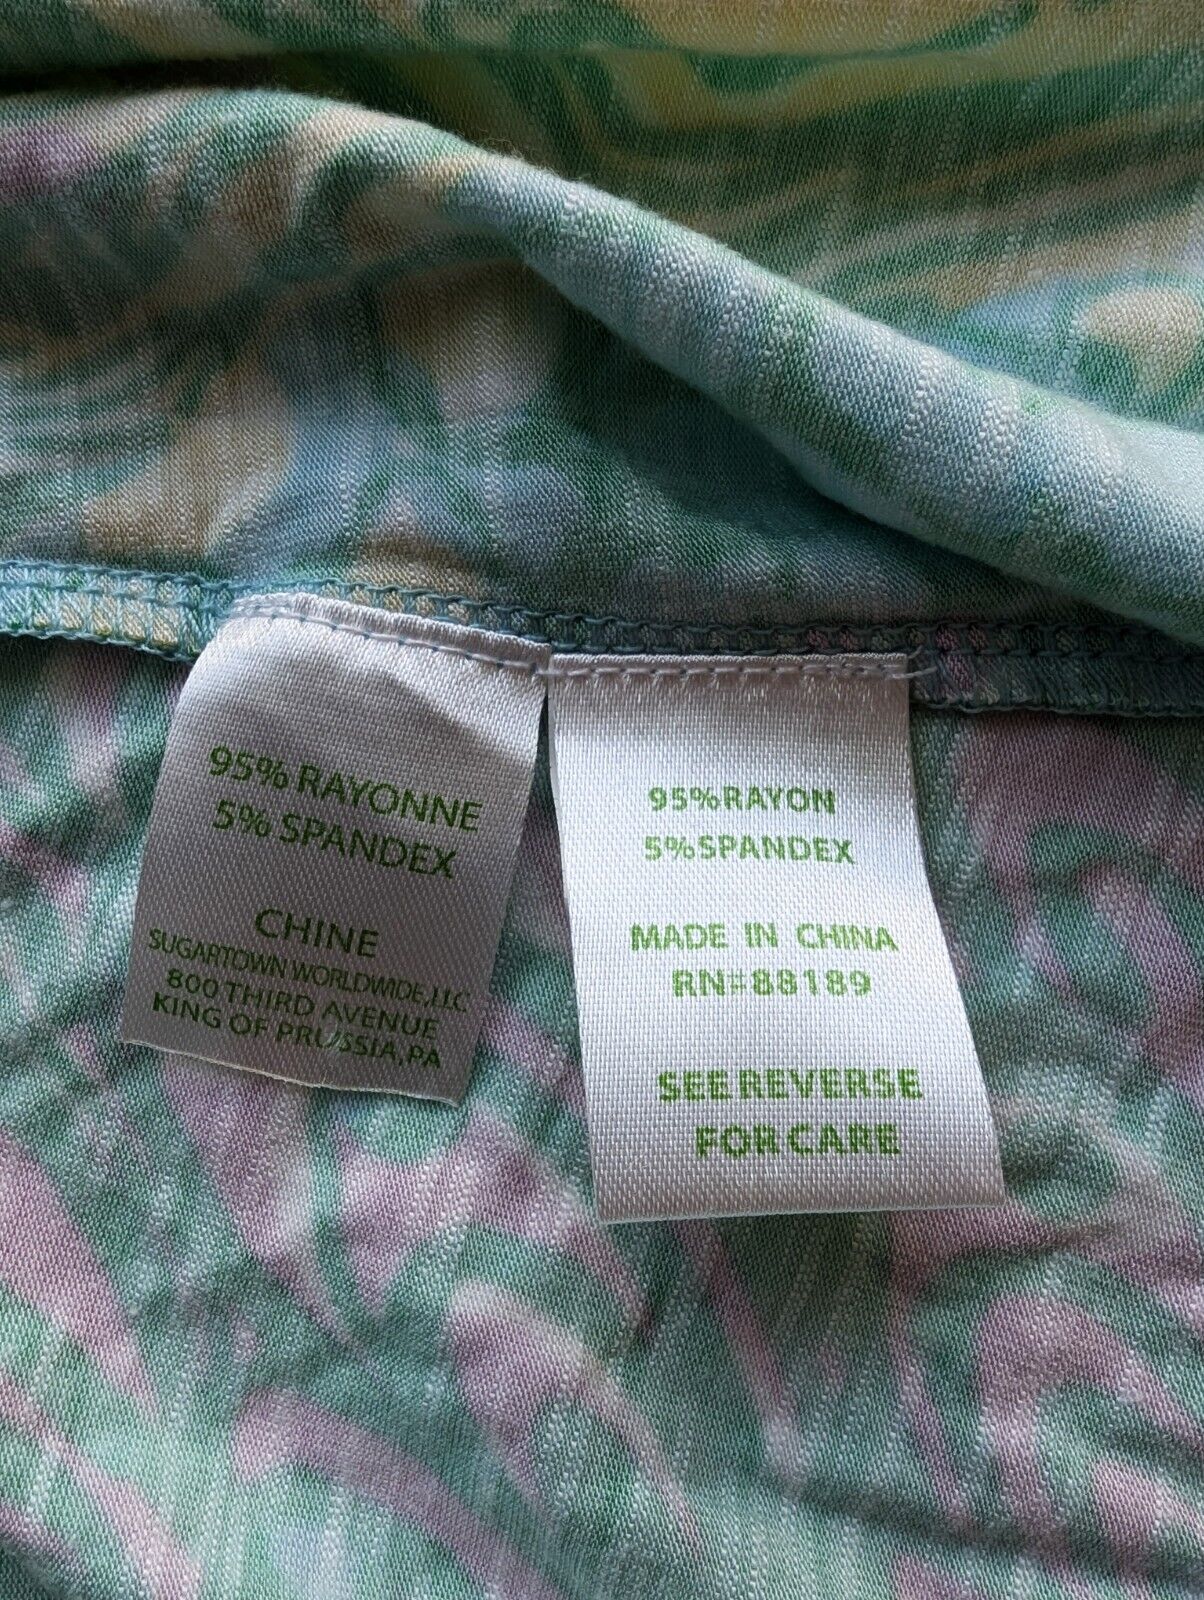 95% RAYONNE
5% SPANDEX
CHINE
SUGARTOWN WORLDWIDE, LLC
800 THIRD AVENUE
KING OF PRUSSIA, PA
95%RAYON
5%SPANDEX
MADE IN CHINA
RN#88189
SEE REVERSE
FOR CARE